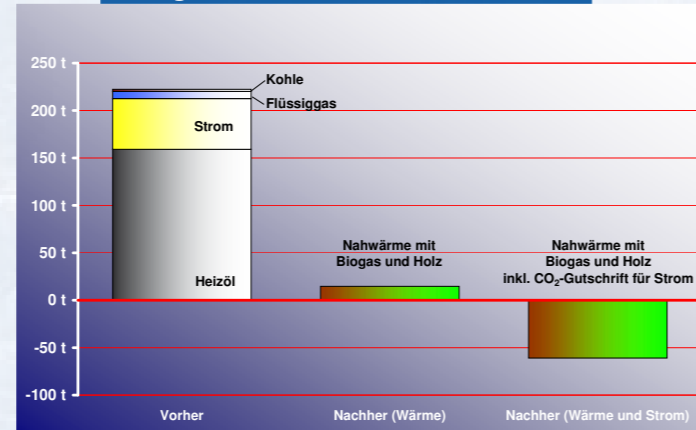 250 t
200 t
150 t
100 t
50 t
0 t
-50 t
-100 t
Kohle
Flüssiggas
Strom
Heizöl
Nahwärme mit
Biogas und Holz
Nahwärme mit
Biogas und Holz
inkl. CO₂-Gutschrift für Strom
Vorher
Nachher (Wärme)
Nachher (Wärme und Strom)